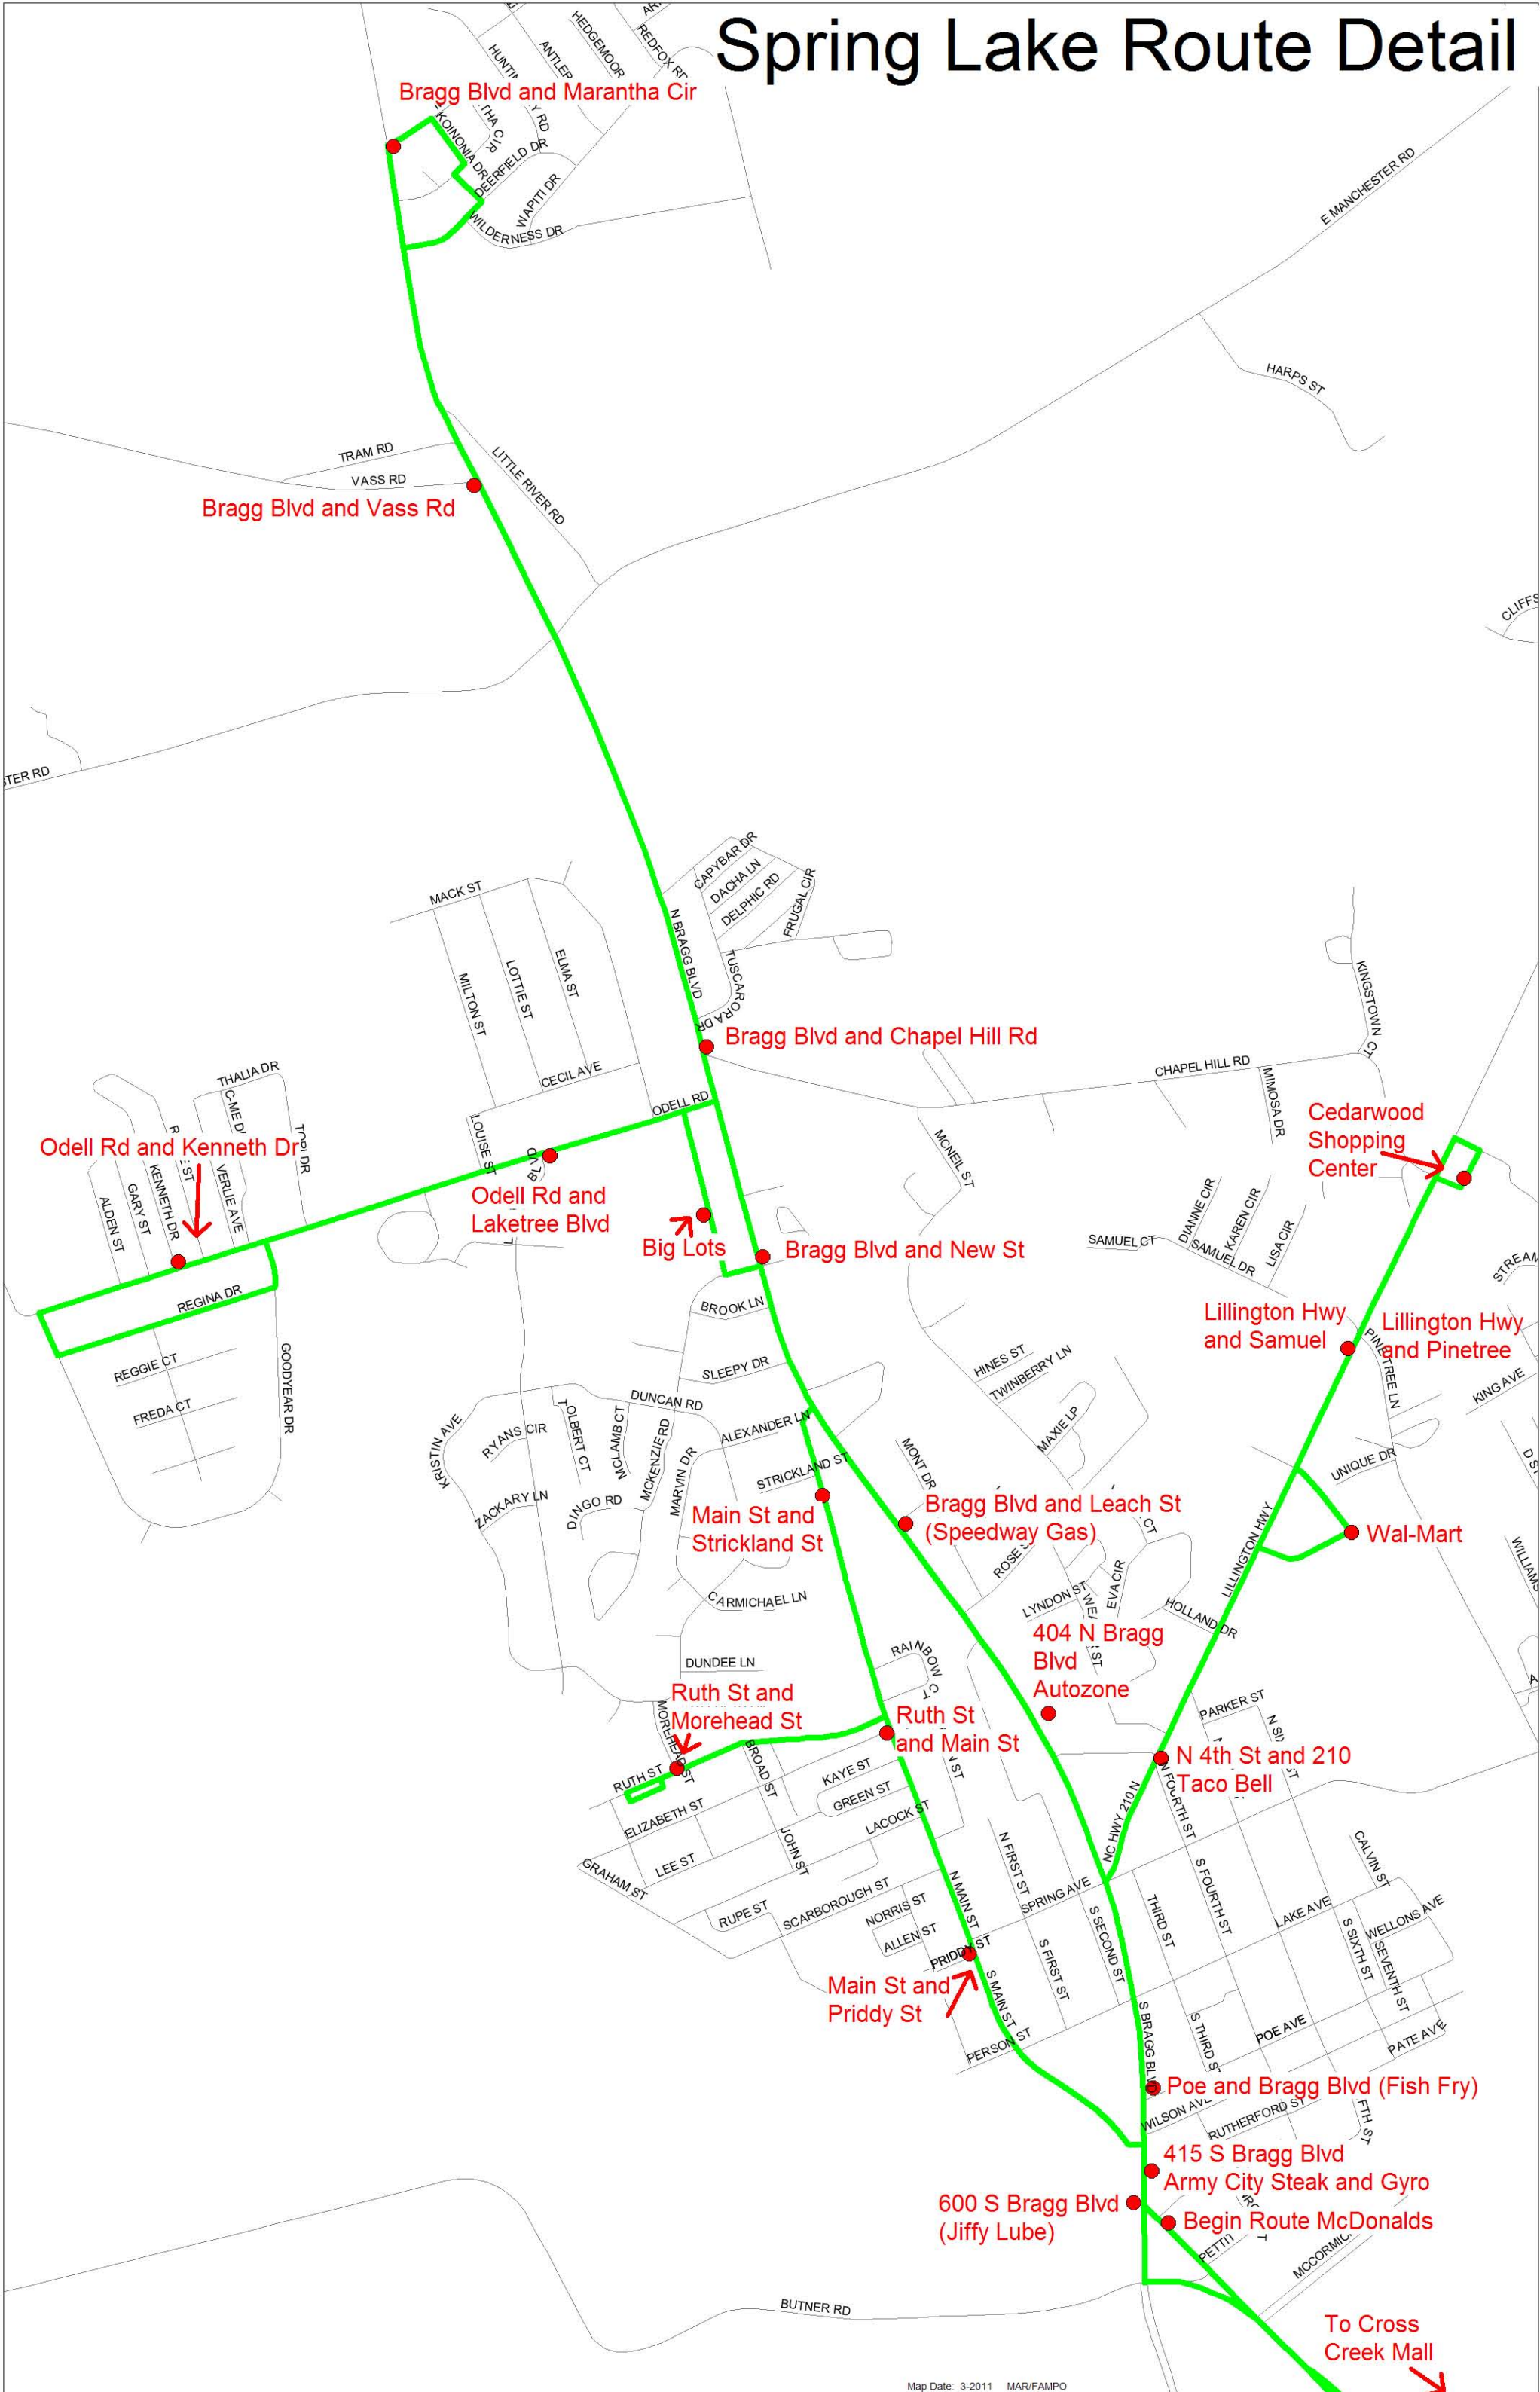 Spring Lake Route Detail
HEDGEMOOR
Bragg Blvd and Marantha Cir
KOINONIA DR
DEERFIELD DR
WAPITI DR
WILDERNESS DR
E MANCHESTER RD
HARPS ST
TRAM RD
VASS RD
LITTLE RIVER RD
Bragg Blvd and Vass Rd
CAPYBAR DR
DACHA LN
DELPHIC RD
FRUGAL CIR
MACK ST
N BRAGG BLVD
TUSCARORA DR
MILTON ST
LOTTIE ST
ELMA ST
KINGSTOWN CT
Bragg Blvd and Chapel Hill Rd
CHAPEL HILL RD
CECIL AVE
THALIA DR
ODELL RD
MIMOSA DR
Cedarwood
Shopping
Center
Odell Rd and Kenneth Dr
TOBI DR
LOUISE ST
BLVD
MCNEIL ST
ALDEN ST
GARY ST
KENNETH DR
VERLIE AVE
Odell Rd and
Laketree Blvd
Big Lots
Bragg Blvd and New St
SAMUEL CT
DIANNE CIR
SAMUEL DR
KAREN CIR
LISA CIR
REGINA DR
BROOK LN
Lillington Hwy
and Samuel
Lillington Hwy
and Pinetree
PINETREE LN
REGGIE CT
GOODYEAR DR
SLEEPY DR
HINES ST
TWINBERRY LN
KING AVE
FREDA CT
DUNCAN RD
KRISTIN AVE
RYANS CIR
TOLBERT CT
MCLAMB CT
MCKENZIE RD
MARVIN DR
ALEXANDER LN
MAXIE LP
MONT DR
STRICKLAND ST
UNIQUE DR
ZACKARY LN
DINGO RD
Main St and
Strickland St
Bragg Blvd and Leach St
(Speedway Gas)
LILLINGTON HWY
Wal-Mart
CARMICHAEL LN
LYNDON ST
EVA CIR
HOLLAND DR
404 N Bragg
Blvd
Autozone
DUNDEE LN
RAINBOW CT
Ruth St and
Morehead St
MOREHEAD ST
Ruth St
and Main St
PARKER ST
N 4th St and 210
Taco Bell
RUTH ST
BROAD ST
KAYE ST
GREEN ST
LACOCK ST
ELIZABETH ST
NC HWY 210 N
N FOURTH ST
GRAHAM ST
LEE ST
JOHN ST
RUPE ST
SCARBOROUGH ST
NORRIS ST
ALLEN ST
N MAIN ST
N FIRST ST
SPRING AVE
S SECOND ST
THIRD ST
S FOURTH ST
CALVIN ST
LAKE AVE
WELLONS AVE
S SIXTH ST
SEVENTH ST
PRIDDY ST
S FIRST ST
Main St and
Priddy St
S MAIN ST
PERSON ST
S BRAGG BLVD
S THIRD ST
POE AVE
PATE AVE
Poe and Bragg Blvd (Fish Fry)
WILSON AVE
RUTHERFORD ST
415 S Bragg Blvd
Army City Steak and Gyro
600 S Bragg Blvd
(Jiffy Lube)
Begin Route McDonalds
BUTNER RD
To Cross
Creek Mall
Map Date: 3-2011 MAR/FAMPO